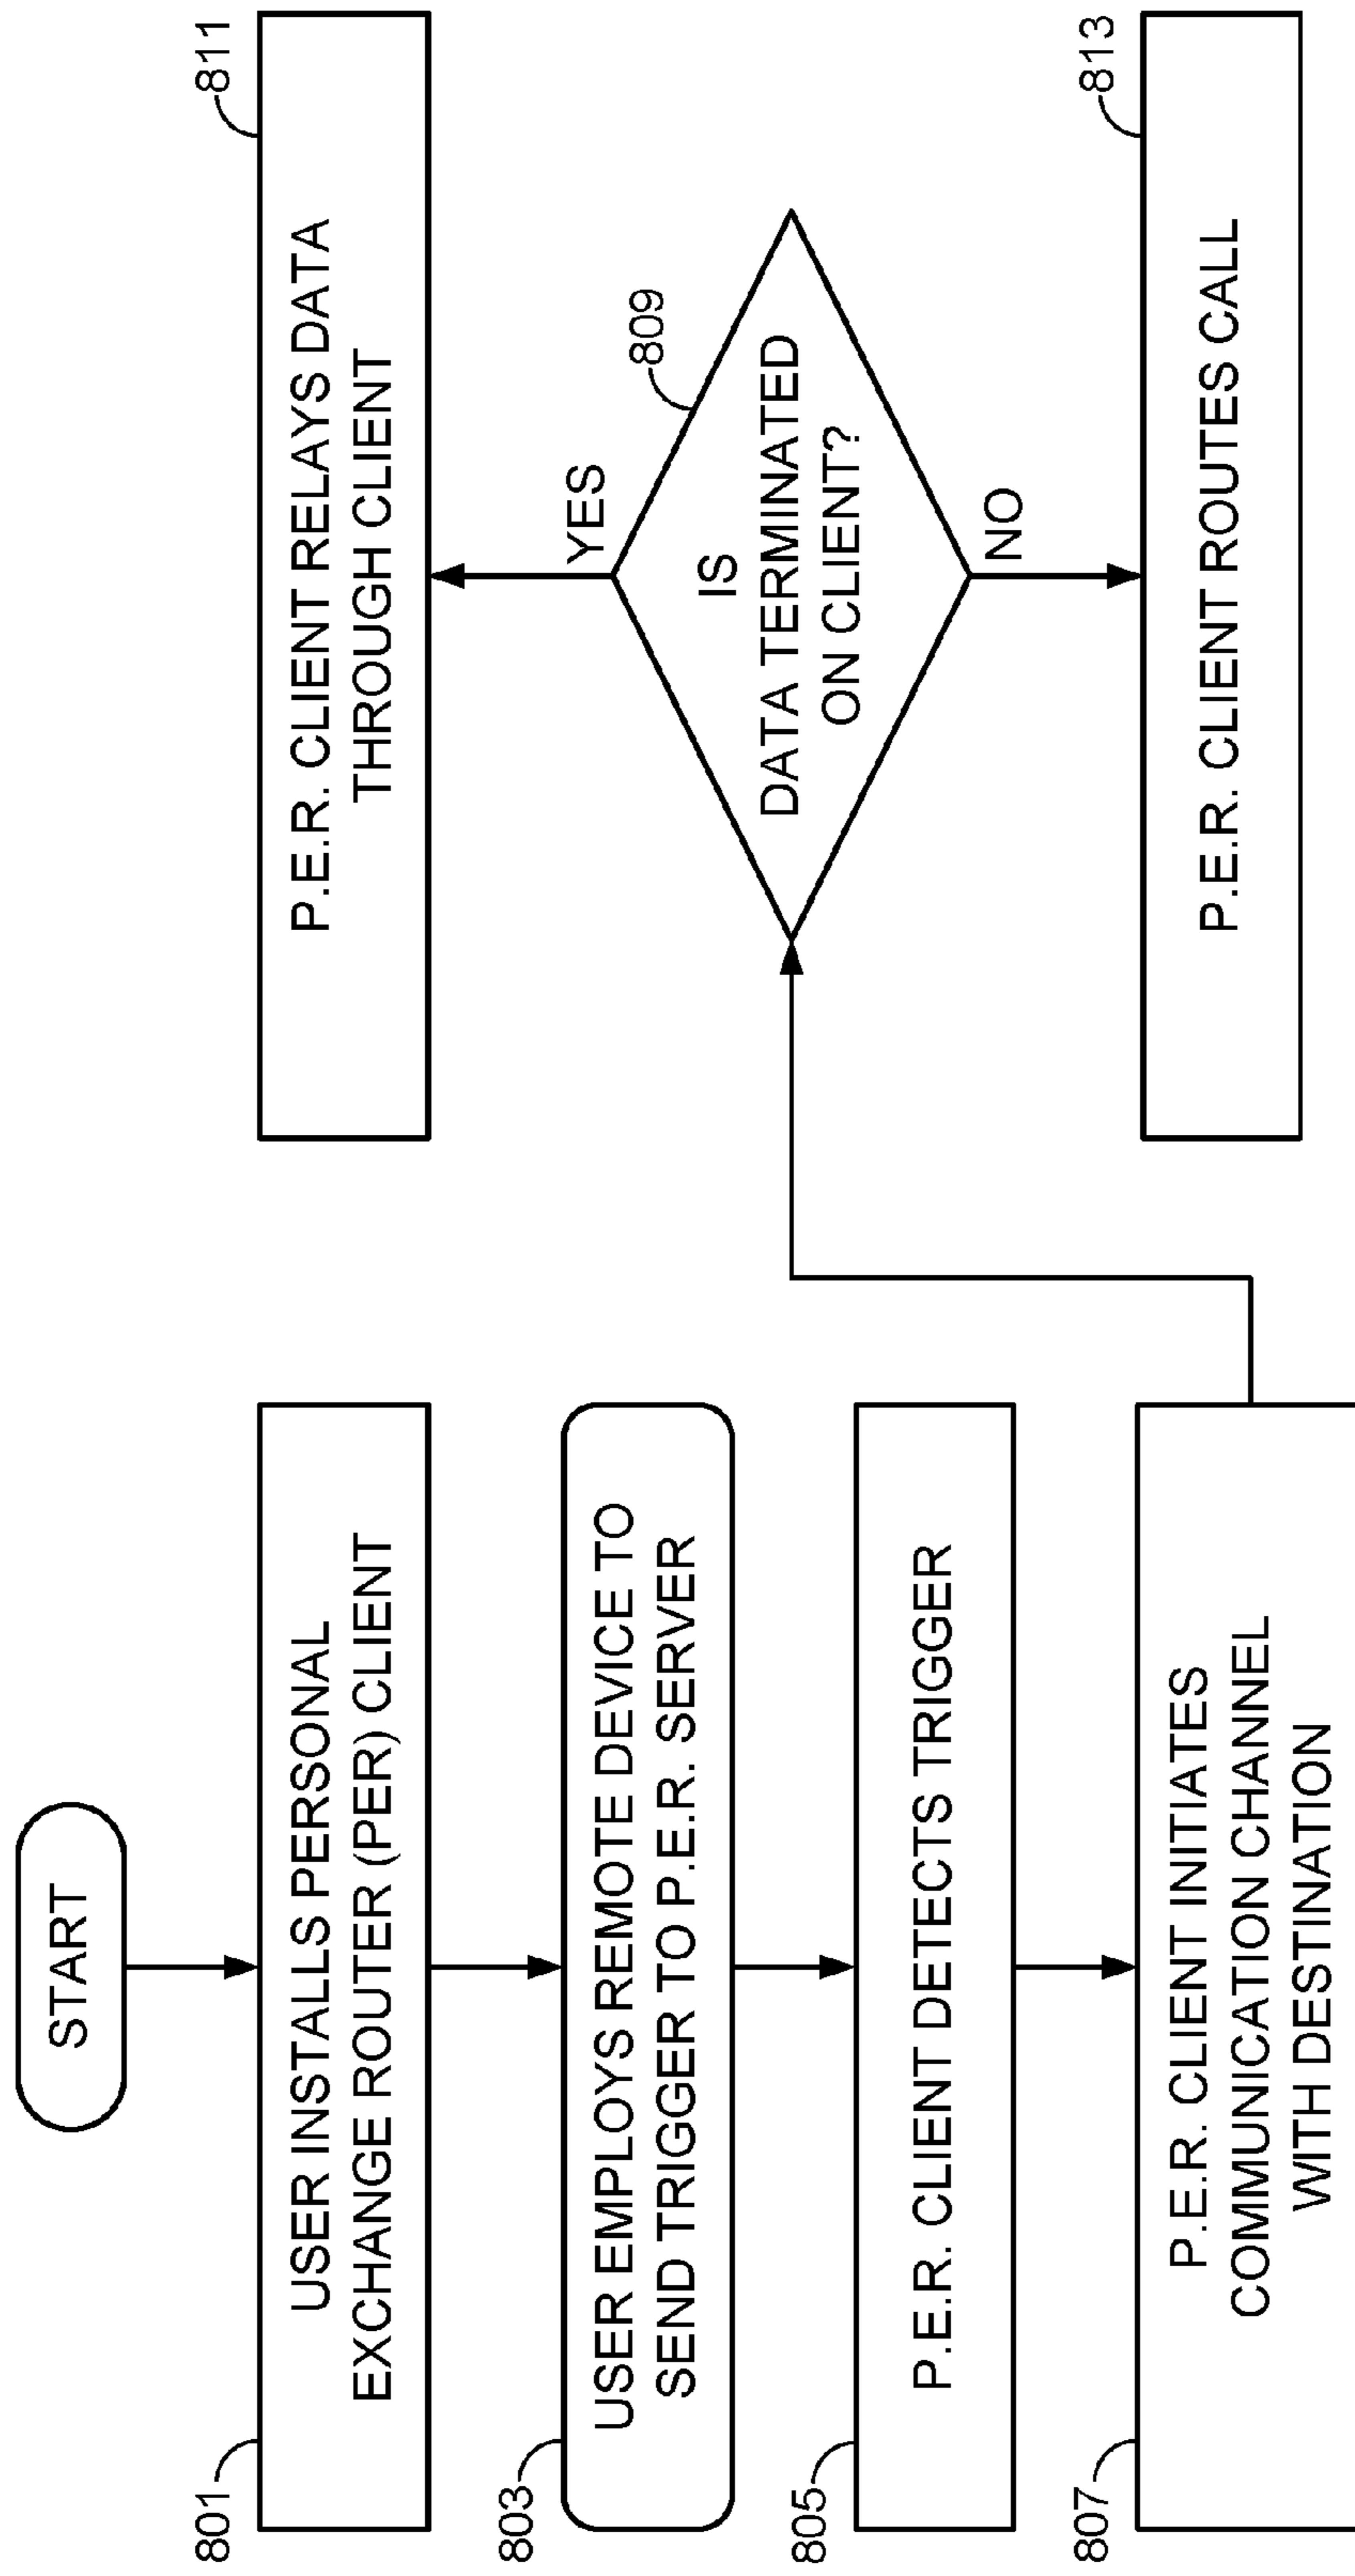 START
801
USER INSTALLS PERSONAL
EXCHANGE ROUTER (PER) CLIENT
803
USER EMPLOYS REMOTE DEVICE TO
SEND TRIGGER TO P.E.R. SERVER
805
P.E.R. CLIENT DETECTS TRIGGER
807
P.E.R. CLIENT INITIATES
COMMUNICATION CHANNEL
WITH DESTINATION
811
P.E.R. CLIENT RELAYS DATA
THROUGH CLIENT
YES
809
IS
DATA TERMINATED
ON CLIENT?
NO
813
P.E.R. CLIENT ROUTES CALL